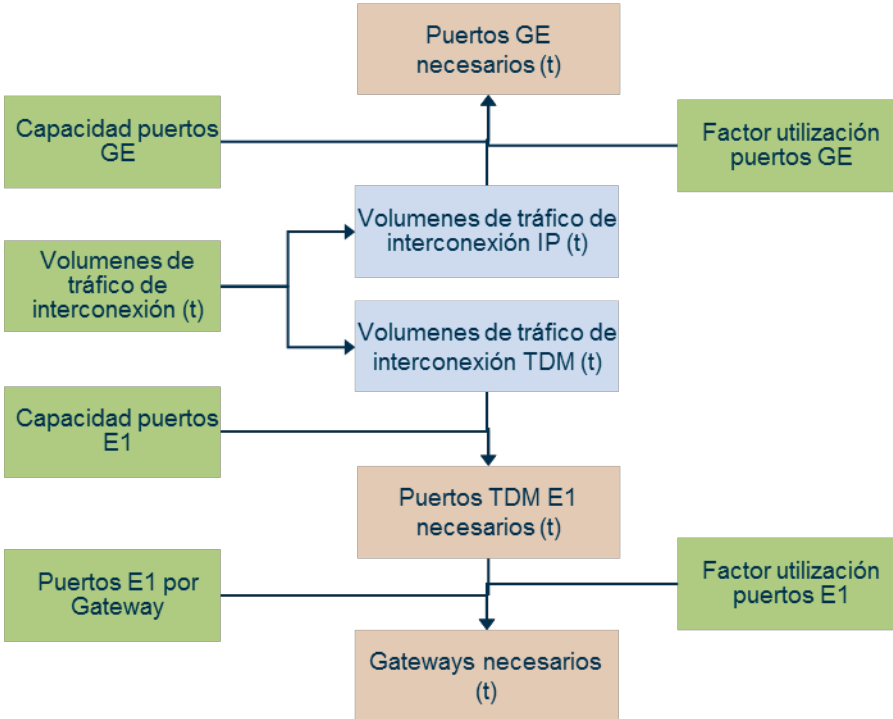 Puertos GE
necesarios (t)
Capacidad puertos
GE
Factor utilización
puertos GE
Volumenes de tráfico de
interconexión IP (t)
Volumenes de
tráfico de
interconexión (t)
Volumenes de tráfico de
interconexión TDM (t)
Capacidad puertos
E1
Puertos TDM E1
necesarios (t)
Puertos E1 por
Gateway
Factor utilización
puertos E1
Gateways necesarios
(t)